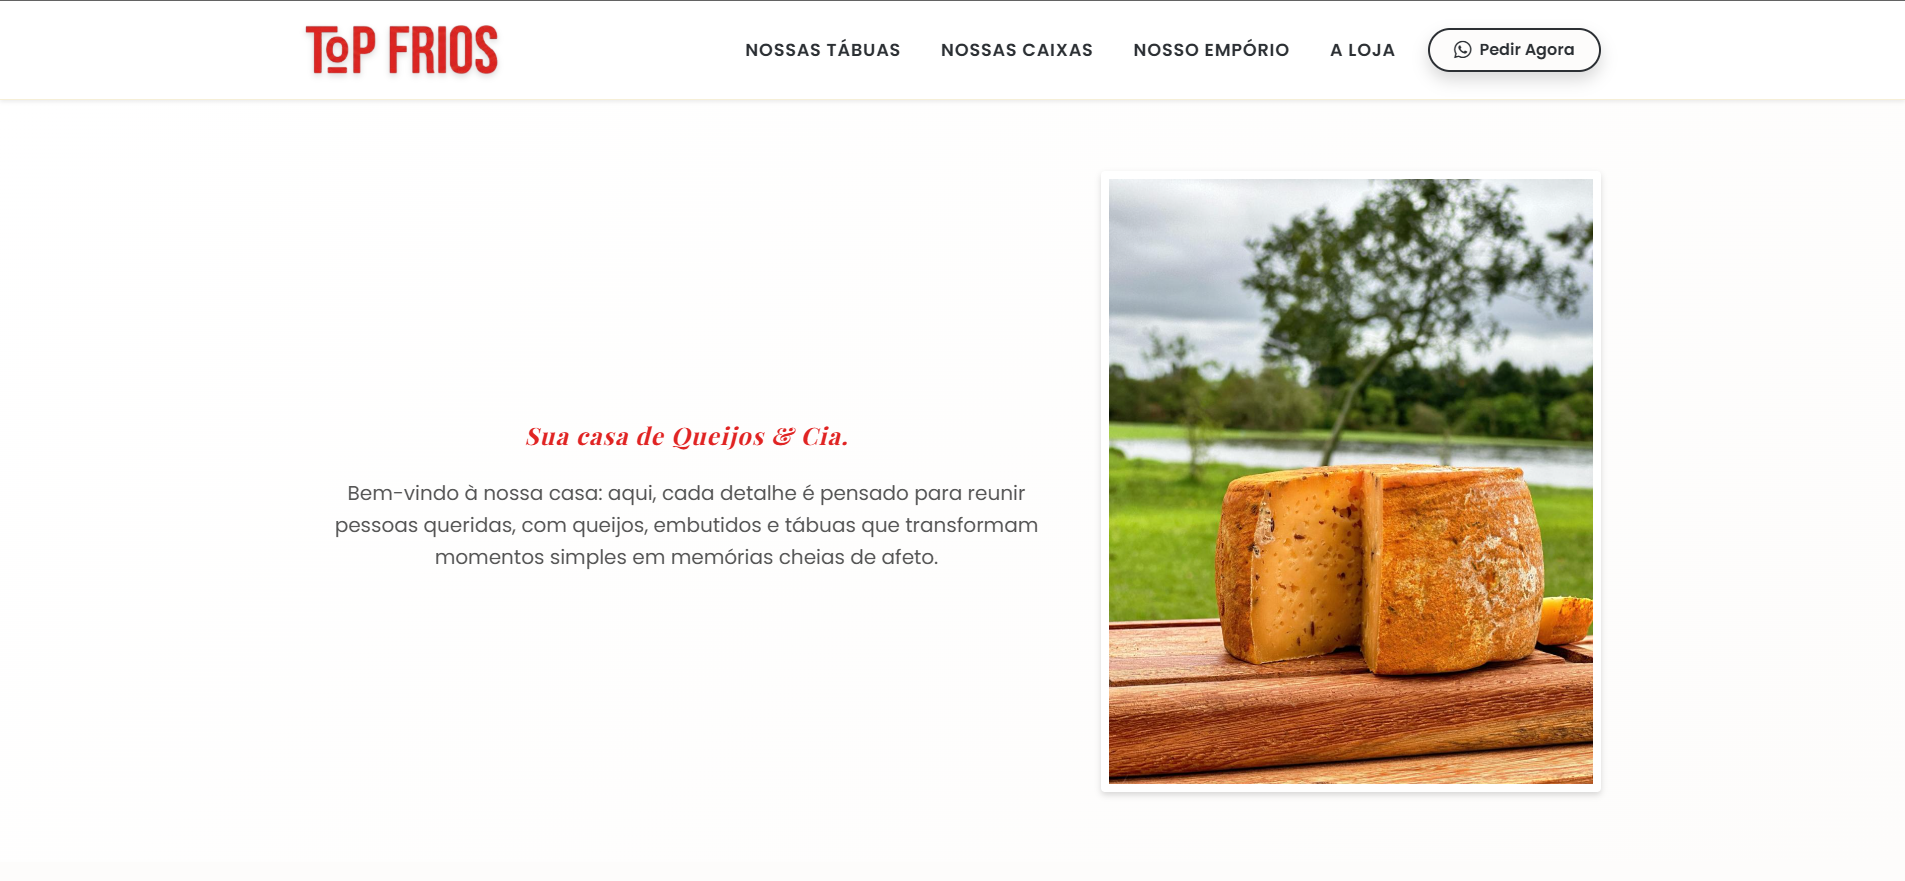 ToP FRIOS
NOSSAS TÁBUAS
NOSSAS CAIXAS
NOSSO EMPÓRIO
A LOJA
Pedir Agora
Sua casa de Queijos & Cia.
Bem-vindo à nossa casa: aqui, cada detalhe é pensado para reunir
pessoas queridas, com queijos, embutidos e tábuas que transformam
momentos simples em memórias cheias de afeto.